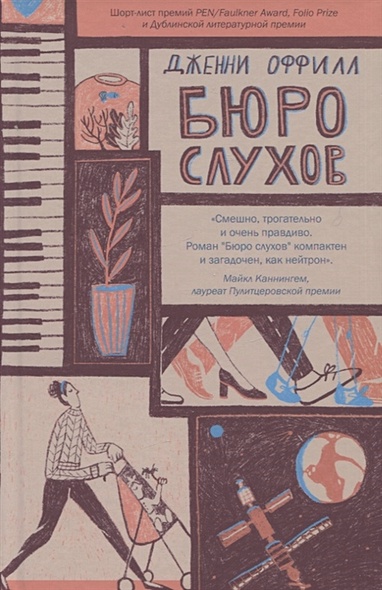 Шорт-лист премий PEN/Faulkner Award, Folio Prize
и Дублинской литературной премии
ДЖЕННИ ОФФИЛЛ
БЮРО
СЛУХОВ
«Смешно, трогательно
и очень правдиво.
Роман "Бюро слухов" компактен
и загадочен, как нейтрон».
Майкл Каннингем,
лауреат Пулитцеровской премии